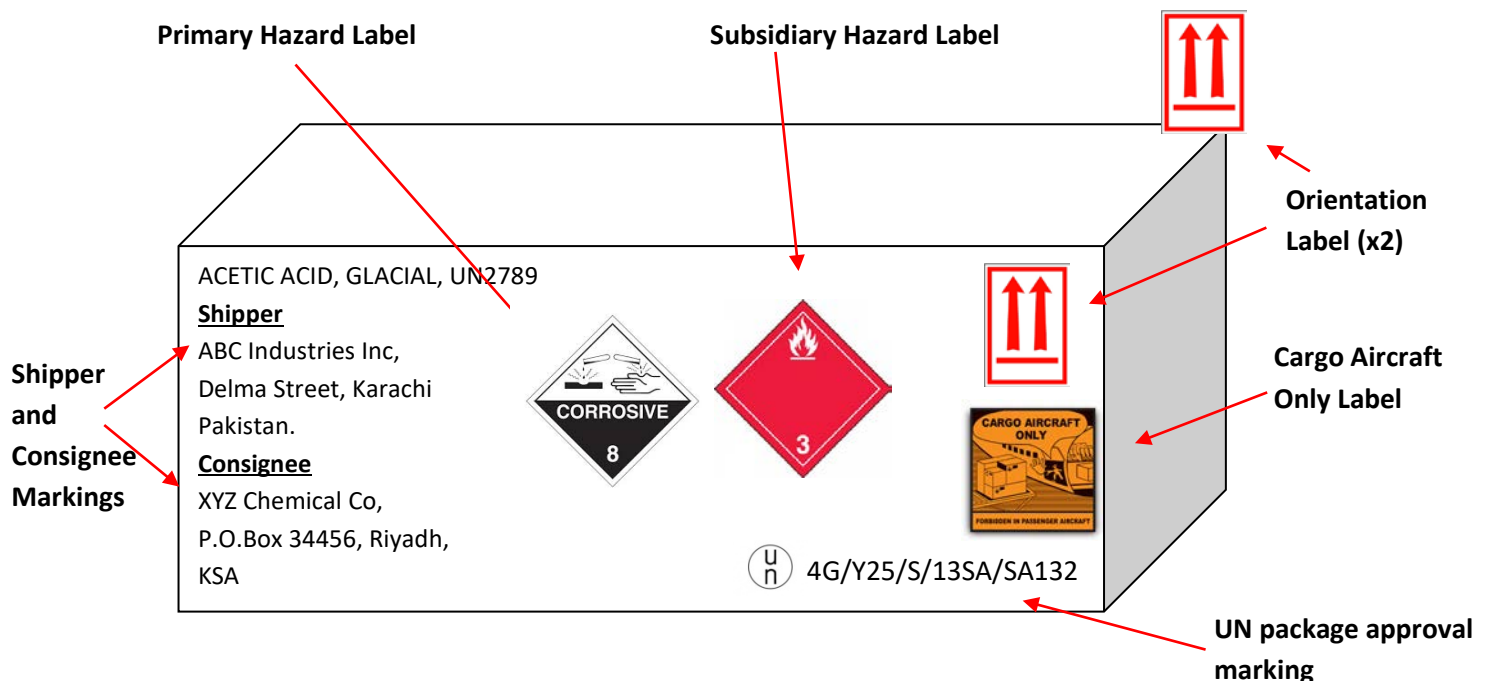 Primary Hazard Label
Subsidiary Hazard Label
Orientation
Label (x2)
ACETIC ACID, GLACIAL, UN2789
Shipper
ABC Industries Inc,
Delma Street, Karachi
Pakistan.
Consignee
XYZ Chemical Co,
P.O.Box 34456, Riyadh,
KSA
Shipper
and
Consignee
Markings
CORROSIVE
8
3
CARGO AIRCRAFT
ONLY
FORBIDDEN IN PASSENGER AIRCRAFT
Cargo Aircraft
Only Label
u
n
4G/Y25/S/13SA/SA132
UN package approval
marking